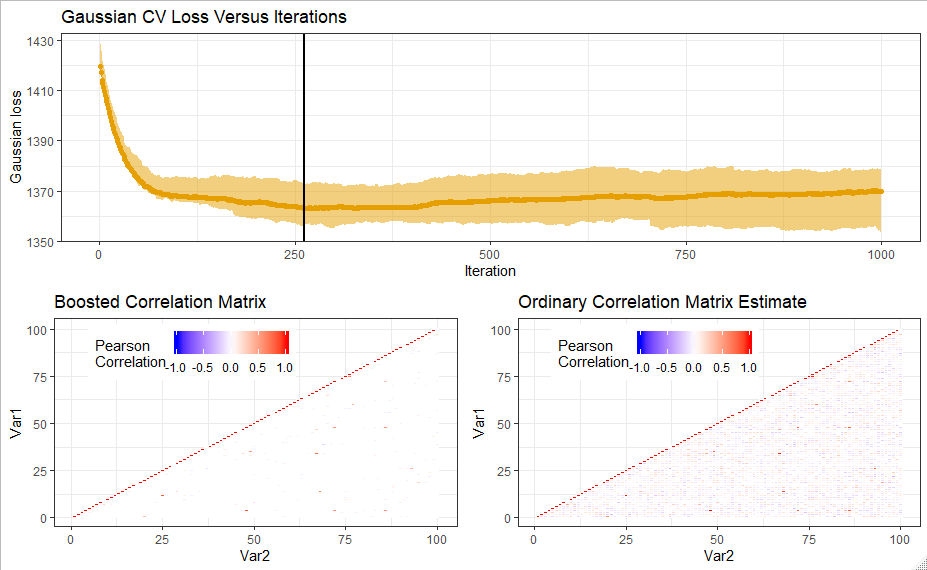 Gaussian CV Loss Versus Iterations
Gaussian loss
1430
1410
1390
1370
1350
0 250 500 750 1000
Iteration
Boosted Correlation Matrix
Var1
100
75
50
25
0
Pearson
Correlation
-1.0 -0.5 0.0 0.5 1.0
0 25 50 75 100
Var2
Ordinary Correlation Matrix Estimate
Var1
100
75
50
25
0
Pearson
Correlation
-1.0 -0.5 0.0 0.5 1.0
0 25 50 75 100
Var2